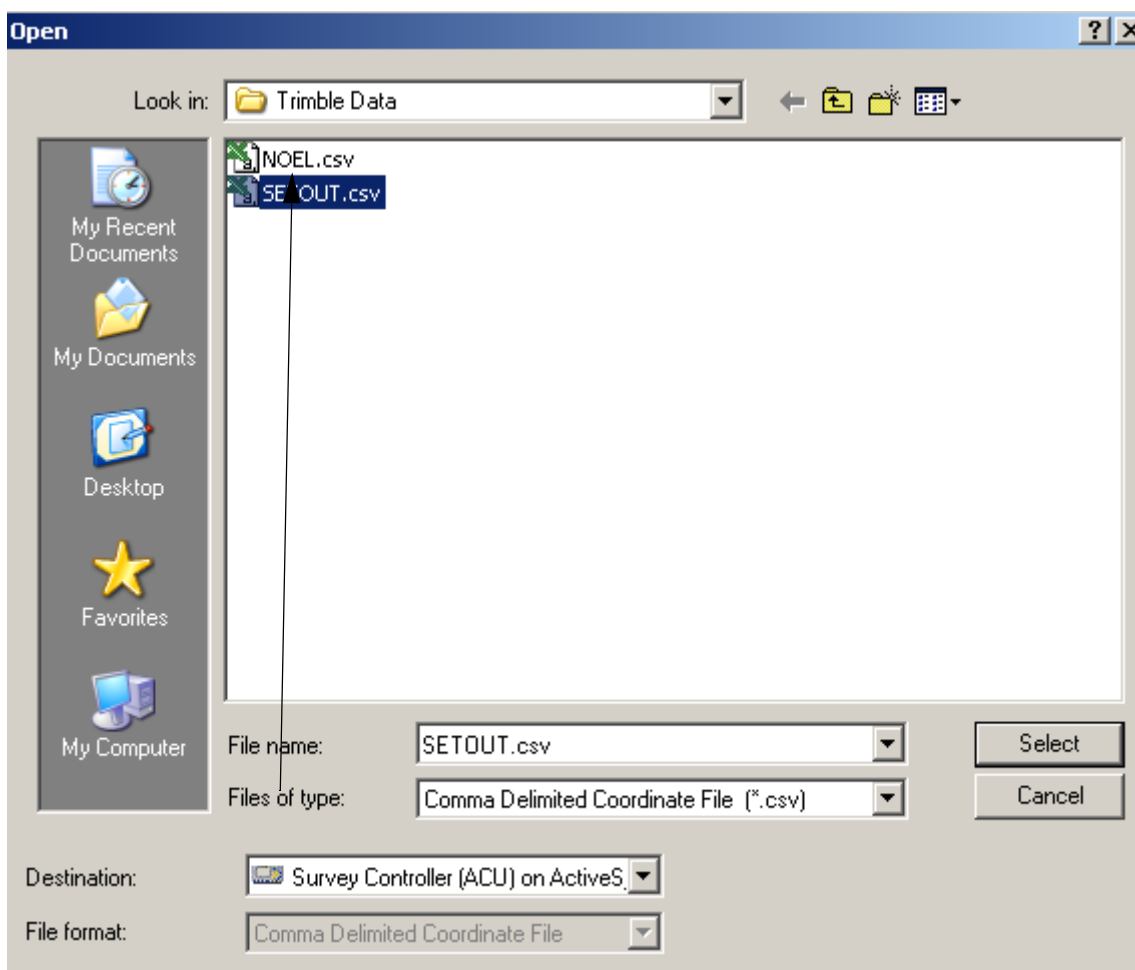 Open
Look in: Trimble Data
NOEL.csv
SETOUT.csv
My Recent
Documents
My Documents
Desktop
Favorites
My Computer
File name: SETOUT.csv Select
Files of type: Comma Delimited Coordinate File (*.csv) Cancel
Destination: Survey Controller (ACU) on ActiveS
File format: Comma Delimited Coordinate File